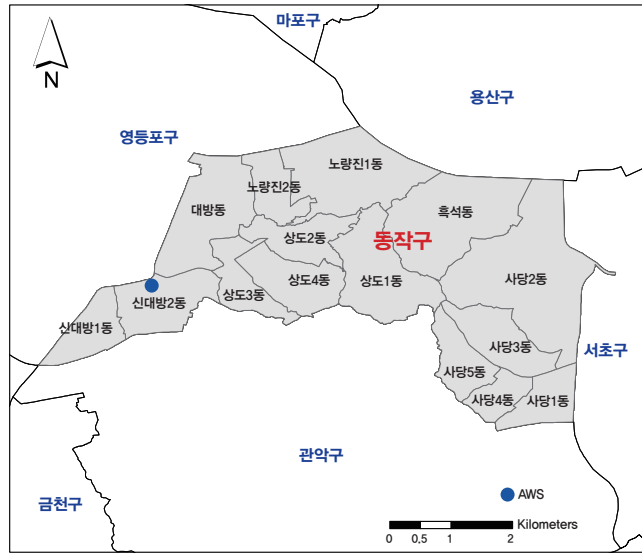 마포구
N
용산구
영등포구
노량진1동
노량진2동
대방동
흑석동
상도2동
동작구
상도4동
상도1동
사당2동
상도3동
신대방2동
신대방1동
사당3동
서초구
사당5동
사당4동
사당1동
관악구
금천구
AWS
Kilometers
0 0.5 1 2